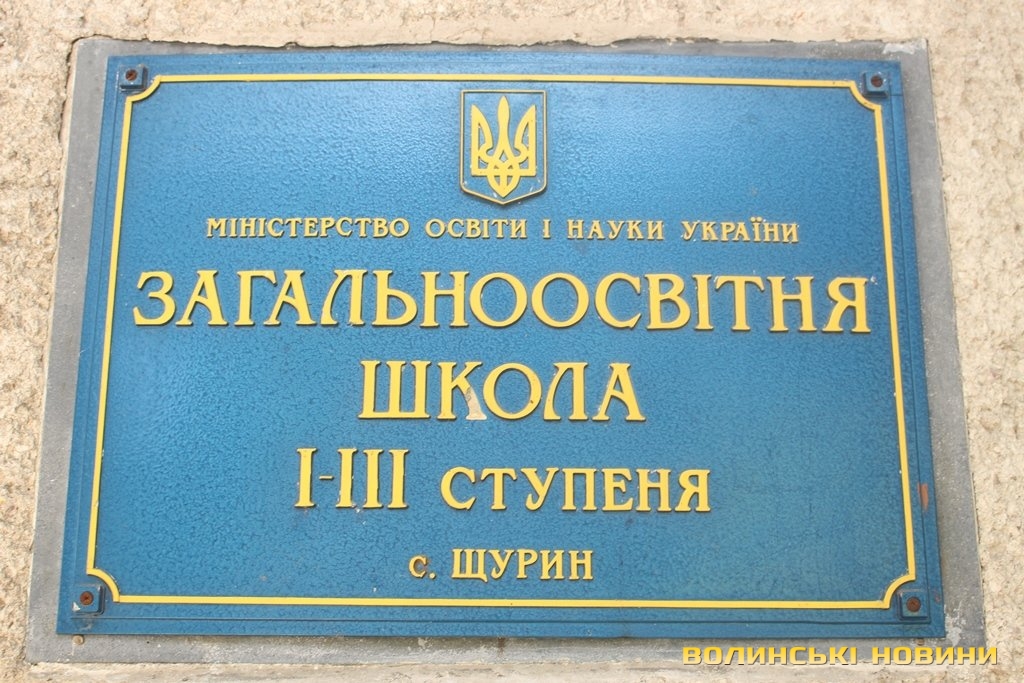 МІНІСТЕРСТВО ОСВІТИ І НАУКИ УКРАЇНИ
ЗАГАЛЬНООСВІТНЯ
ШКОЛА
І-ІІІ СТУПЕНЯ
с. ЩУРИН
ВОЛИНСЬКІ НОВИНИ